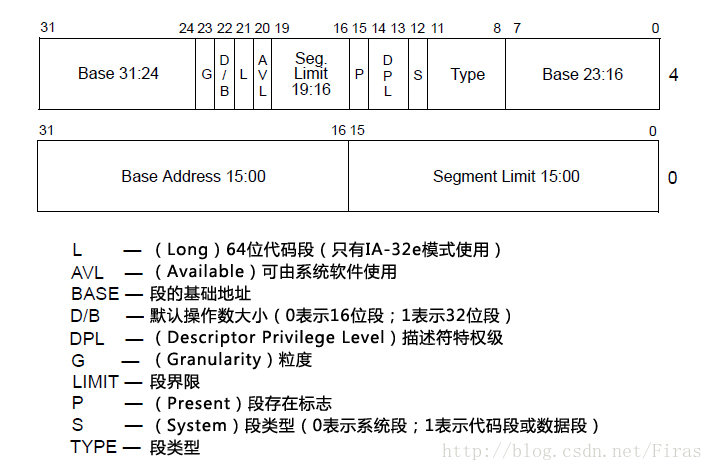 31 24 23 22 21 20 19 16 15 14 13 12 11 8 7 0
Base 31:24 G D/B L AVL Seg. Limit 19:16 P DPL S Type Base 23:16 4
31 16 15 0
Base Address 15:00 Segment Limit 15:00 0
L — (Long)64位代码段(只有IA-32e模式使用)
AVL — (Available)可由系统软件使用
BASE — 段的基础地址
D/B — 默认操作数大小(0表示16位段;1表示32位段)
DPL — (Descriptor Privilege Level)描述符特权级
G — (Granularity)粒度
LIMIT — 段界限
P — (Present)段存在标志
S — (System)段类型(0表示系统段;1表示代码段或数据段)
TYPE — 段类型
http://blog.csdn.net/Firas